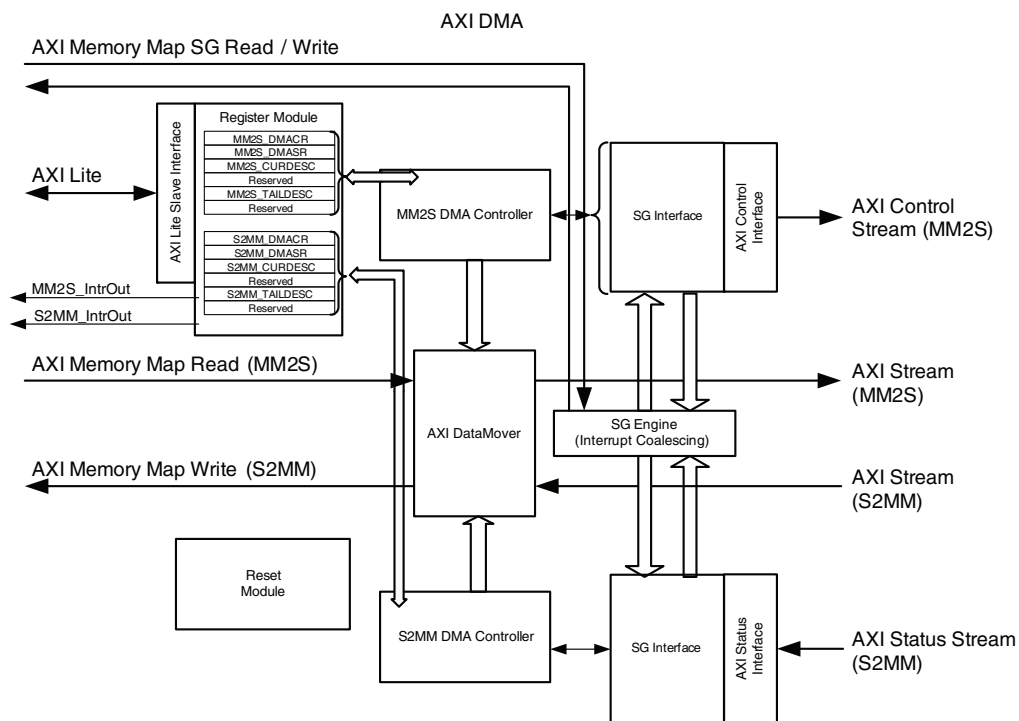 AXI DMA
AXI Memory Map SG Read / Write
Register Module
MM2S_DMACR
MM2S_DMASR
MM2S_CURDESC
Reserved
MM2S_TAILDESC
Reserved
AXI Lite Slave Interface
AXI Lite
MM2S DMA Controller
SG Interface
AXI Control
Interface
AXI Control
Stream (MM2S)
S2MM_DMACR
S2MM_DMASR
S2MM_CURDESC
Reserved
S2MM_TAILDESC
Reserved
MM2S_IntrOut
S2MM_IntrOut
AXI Memory Map Read (MM2S)
AXI Stream
(MM2S)
AXI DataMover
SG Engine
(Interrupt Coalescing)
AXI Memory Map Write (S2MM)
AXI Stream
(S2MM)
Reset
Module
S2MM DMA Controller
SG Interface
AXI Status
Interface
AXI Status Stream
(S2MM)